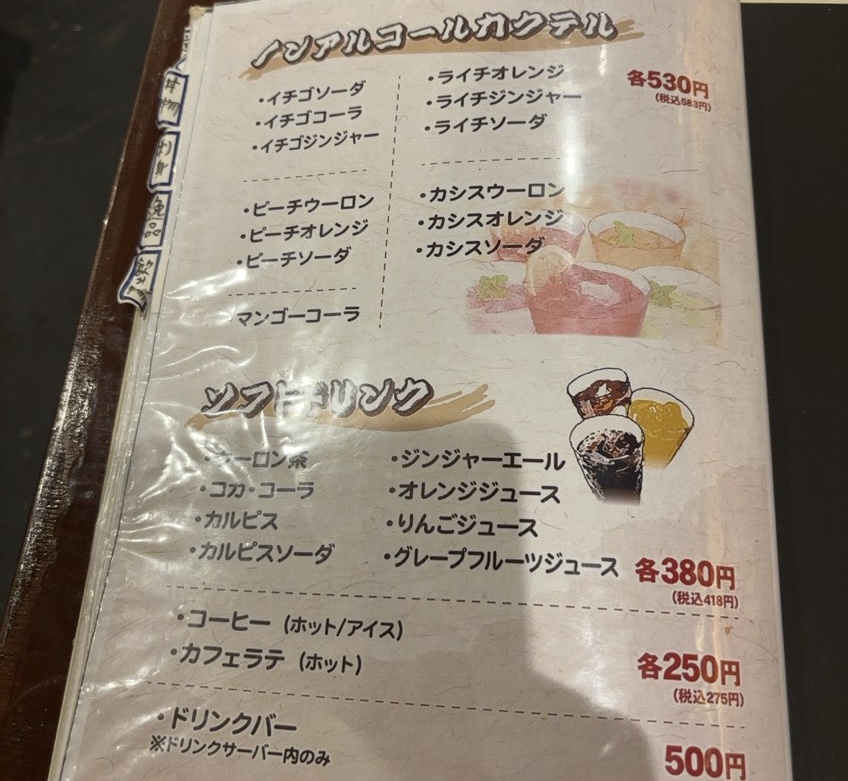 ノンアルコールカクテル
・イチゴソーダ
・イチゴコーラ
・イチゴジンジャー
・ライチオレンジ
・ライチジンジャー
・ライチソーダ
各530円
(税込583円)
・ピーチウーロン
・ピーチオレンジ
・ピーチソーダ
・カシスウーロン
・カシスオレンジ
・カシスソーダ
マンゴーコーラ
ソフトドリンク
・ウーロン茶
・コカ・コーラ
・カルピス
・カルピスソーダ
・ジンジャーエール
・オレンジジュース
・りんごジュース
・グレープフルーツジュース
各380円
(税込418円)
・コーヒー (ホット/アイス)
・カフェラテ (ホット)
各250円
(税込275円)
・ドリンクバー
※ドリンクサーバー内のみ
500円
刺身
逸品